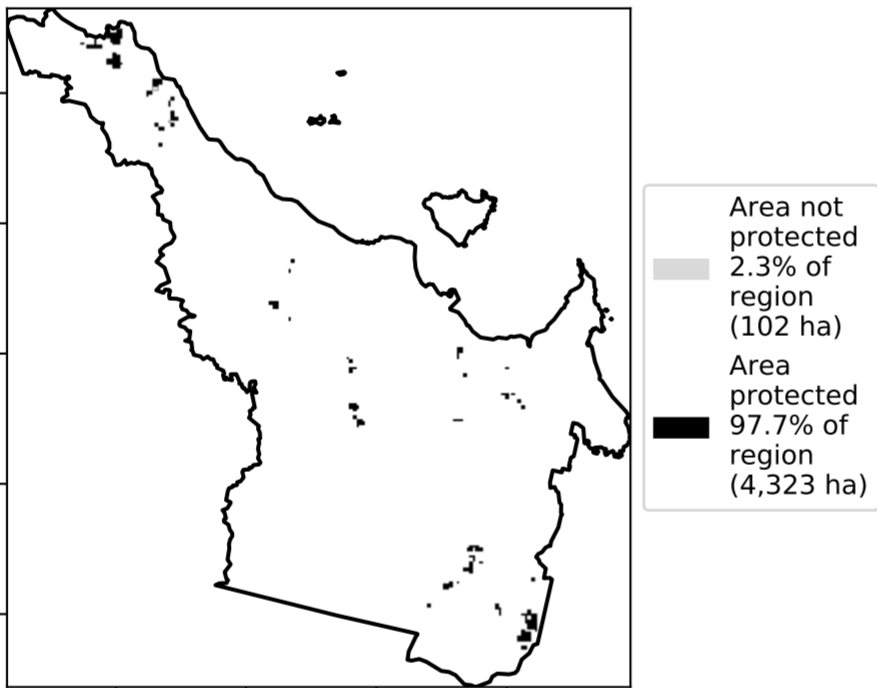 Area not
protected
2.3% of
region
(102 ha)
Area
protected
97.7% of
region
(4,323 ha)